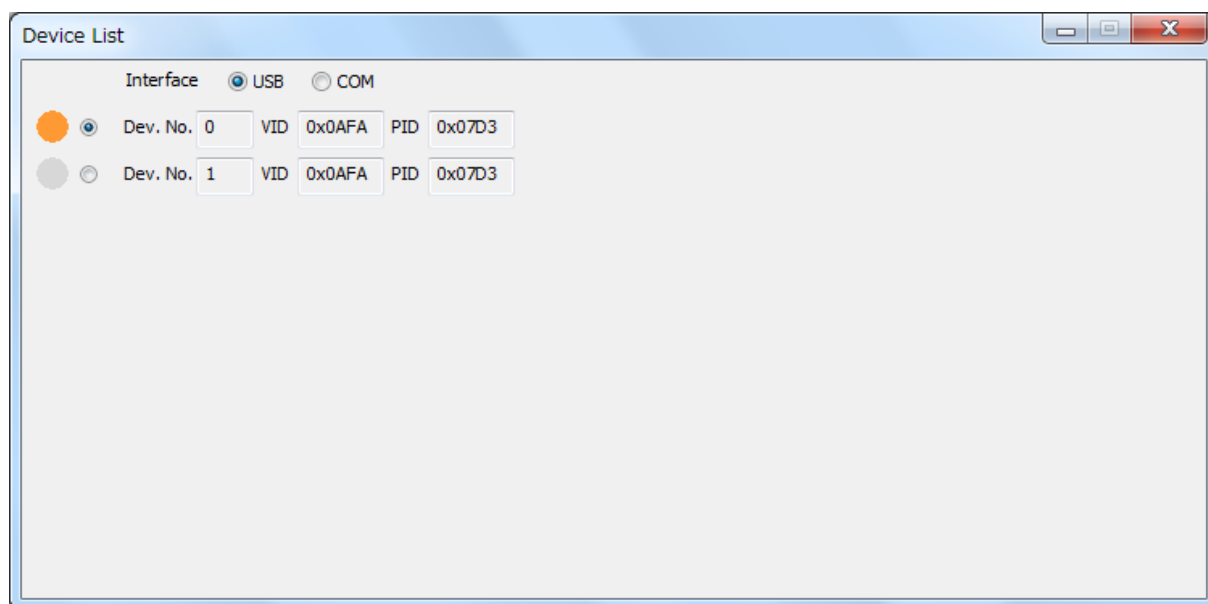 Device List
Interface USB COM
Dev. No. 0 VID 0x0AFA PID 0x07D3
Dev. No. 1 VID 0x0AFA PID 0x07D3